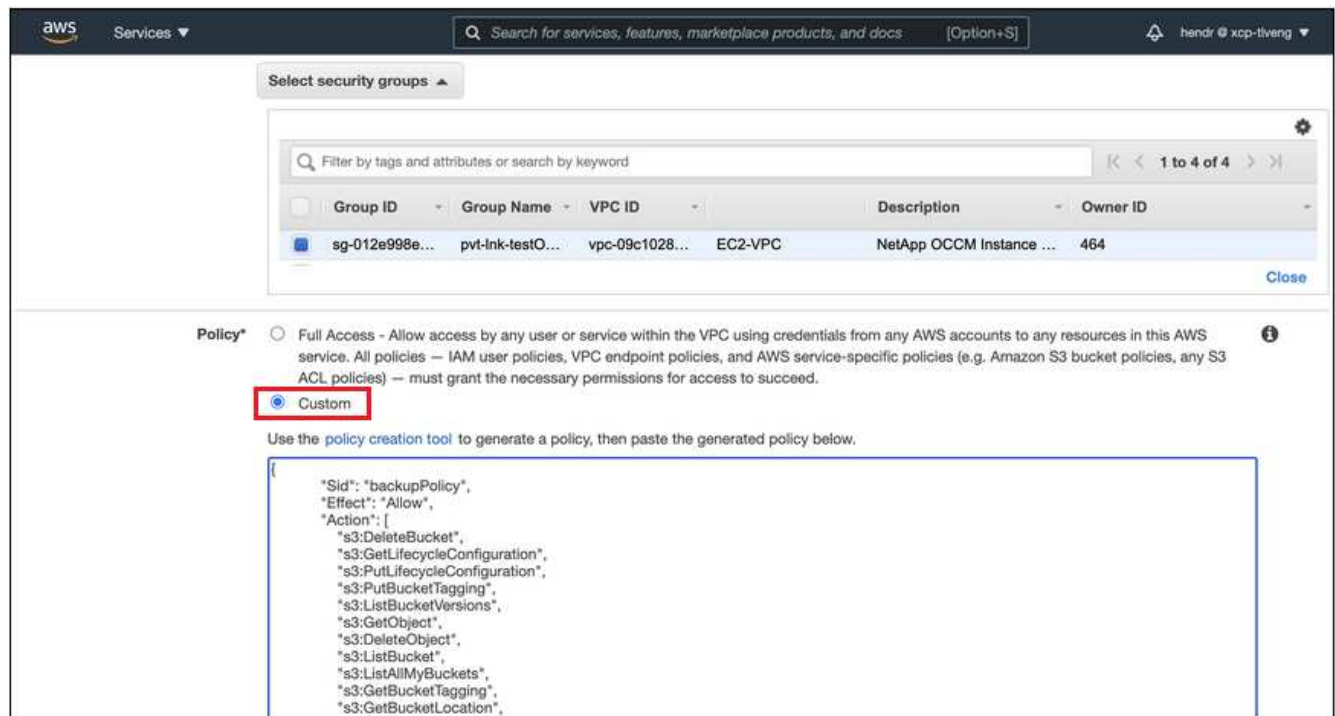 aws Services ▼ Search for services, features, marketplace products, and docs [Option+S] hendr @ xcp-tlveng ▼
Select security groups ▲
Filter by tags and attributes or search by keyword |< < 1 to 4 of 4 > >|
Group ID Group Name VPC ID Description Owner ID
sg-012e998e... pvt-lnk-testO... vpc-09c1028... EC2-VPC NetApp OCCM Instance ... 464
Close
Policy* Full Access - Allow access by any user or service within the VPC using credentials from any AWS accounts to any resources in this AWS
service. All policies — IAM user policies, VPC endpoint policies, and AWS service-specific policies (e.g. Amazon S3 bucket policies, any S3
ACL policies) — must grant the necessary permissions for access to succeed.
Custom
Use the policy creation tool to generate a policy, then paste the generated policy below.
{
"Sid": "backupPolicy",
"Effect": "Allow",
"Action": [
"s3:DeleteBucket",
"s3:GetLifecycleConfiguration",
"s3:PutLifecycleConfiguration",
"s3:PutBucketTagging",
"s3:ListBucketVersions",
"s3:GetObject",
"s3:DeleteObject",
"s3:ListBucket",
"s3:ListAllMyBuckets",
"s3:GetBucketTagging",
"s3:GetBucketLocation",